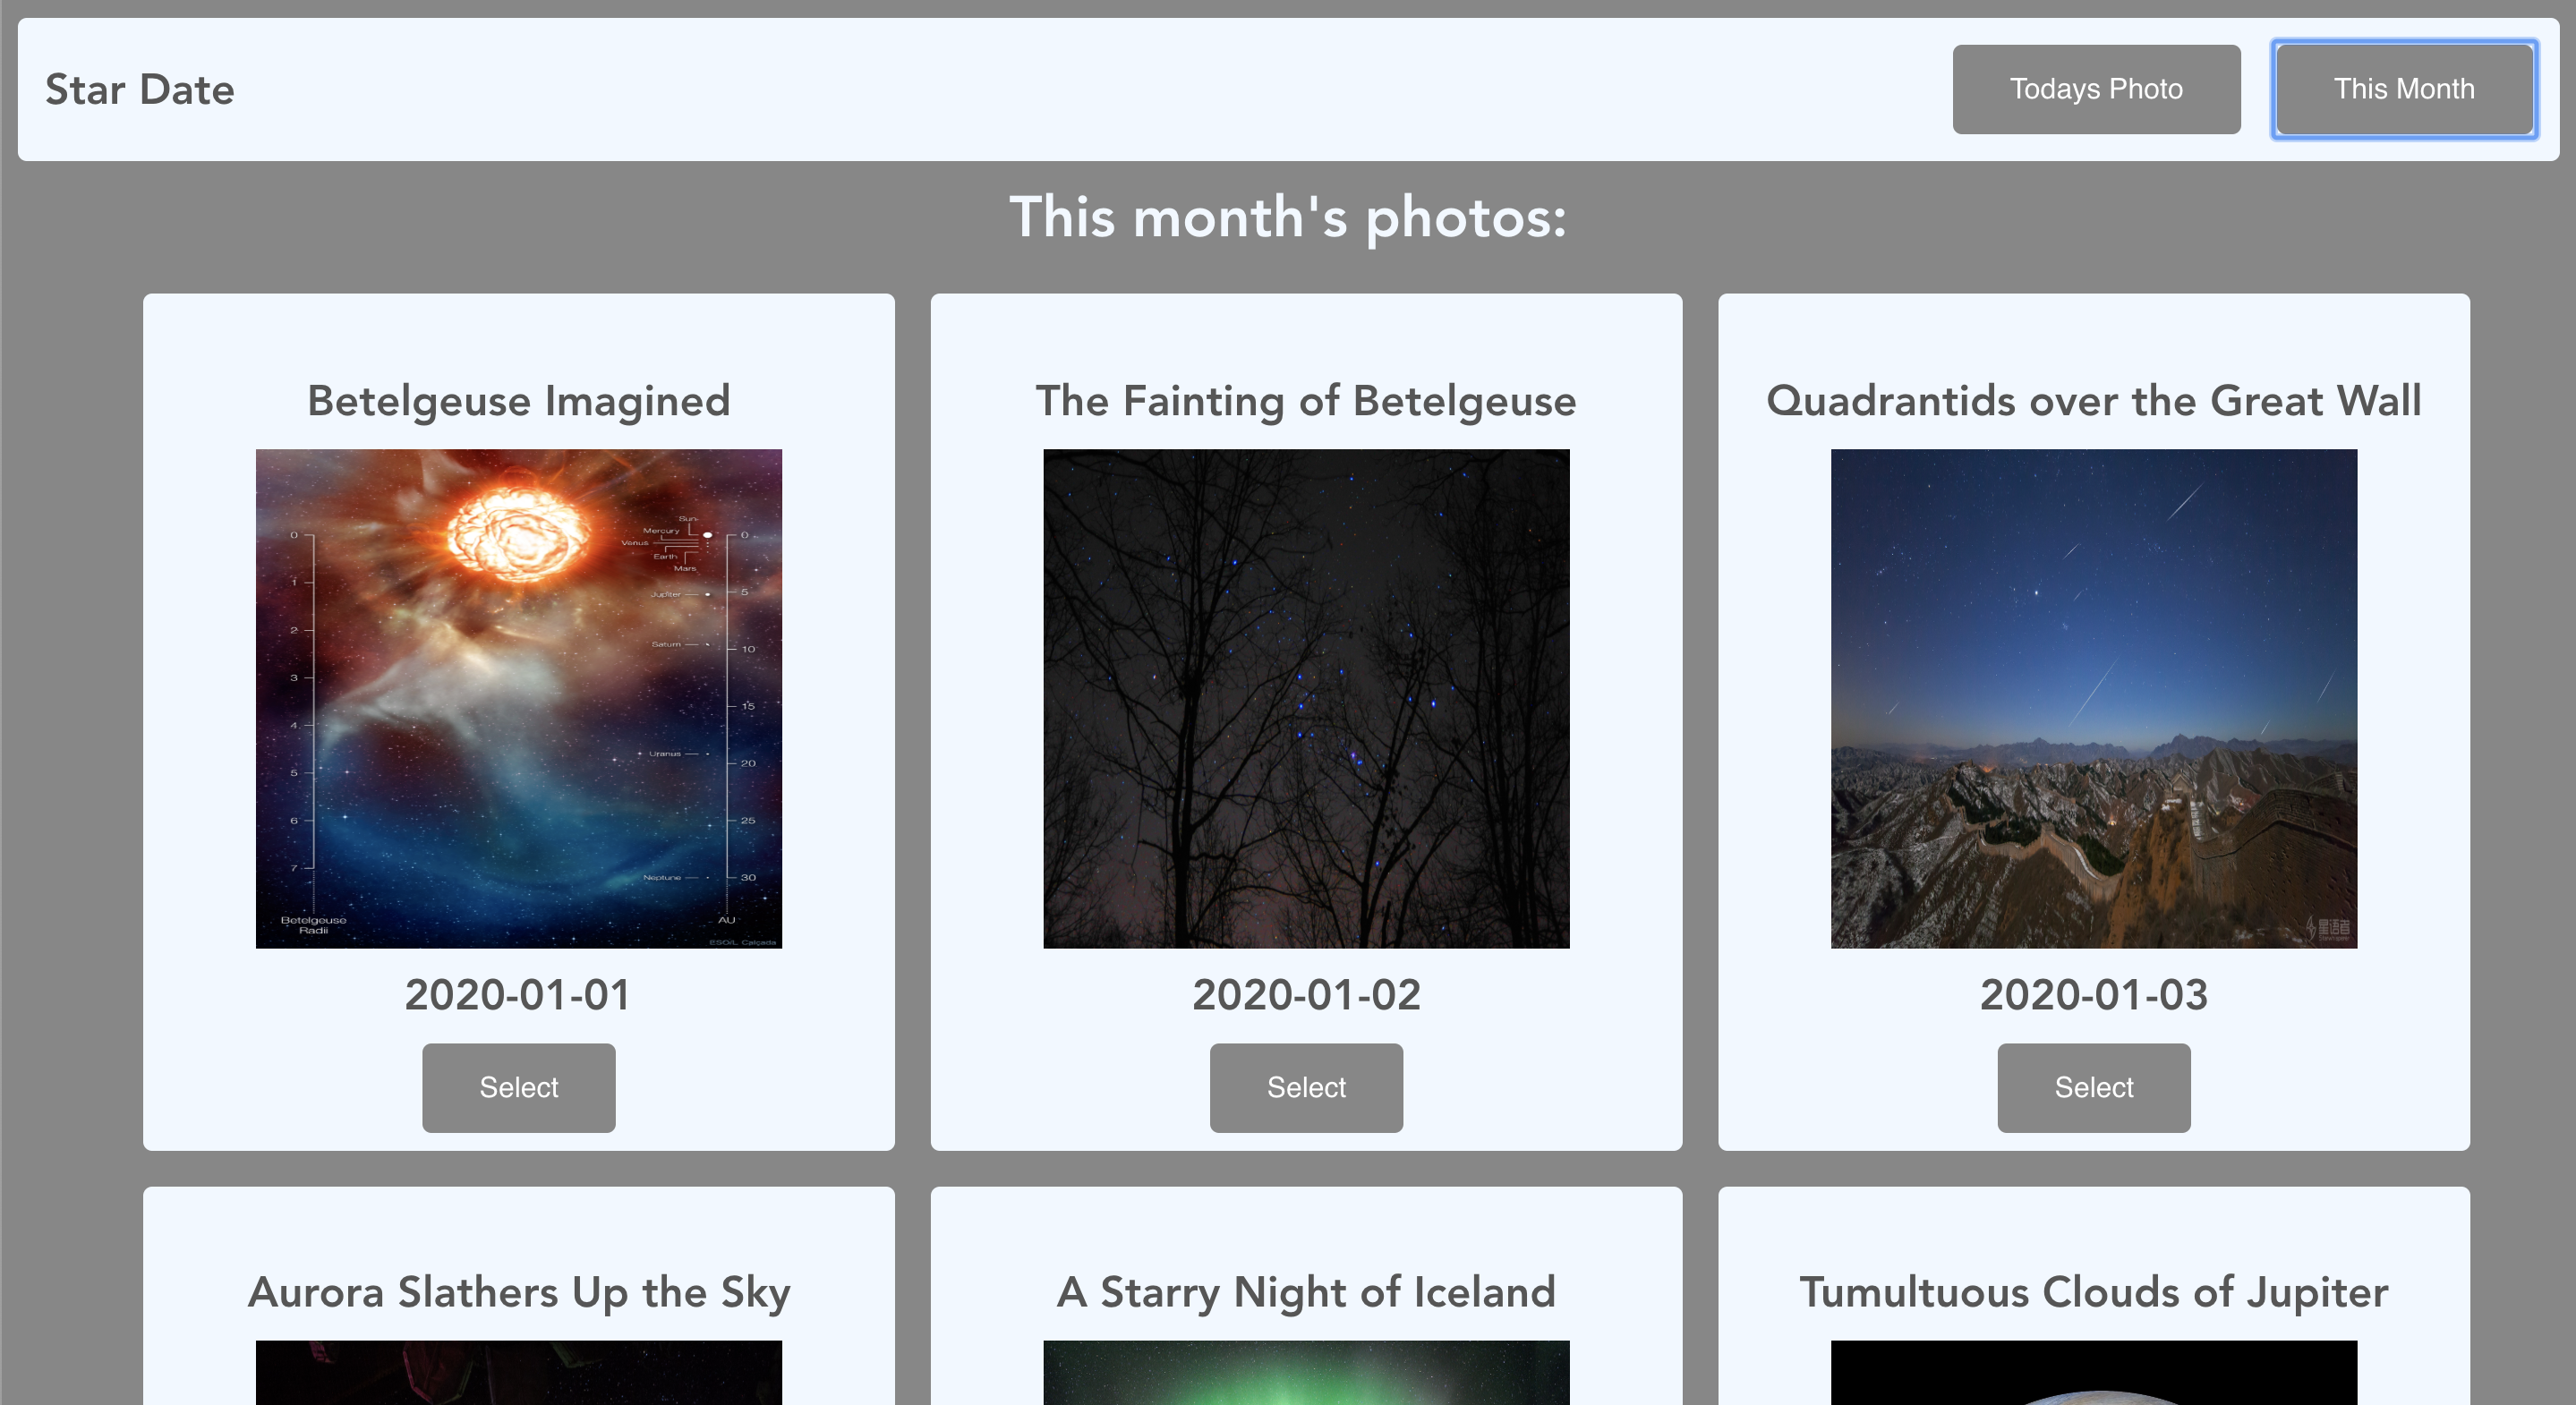 Star Date
Todays Photo
This Month
This month's photos:
Betelgeuse Imagined
The Fainting of Betelgeuse
Quadrantids over the Great Wall
Sun
Mercury
Venus
Earth
Mars
Jupiter
Saturn
Uranus
Neptune
0
1
2
3
4
5
6
7
Betelgeuse
Radii
0
5
10
15
20
25
30
AU
ESO/L. Calçada
2020-01-01
2020-01-02
2020-01-03
Select
Select
Select
Aurora Slathers Up the Sky
A Starry Night of Iceland
Tumultuous Clouds of Jupiter